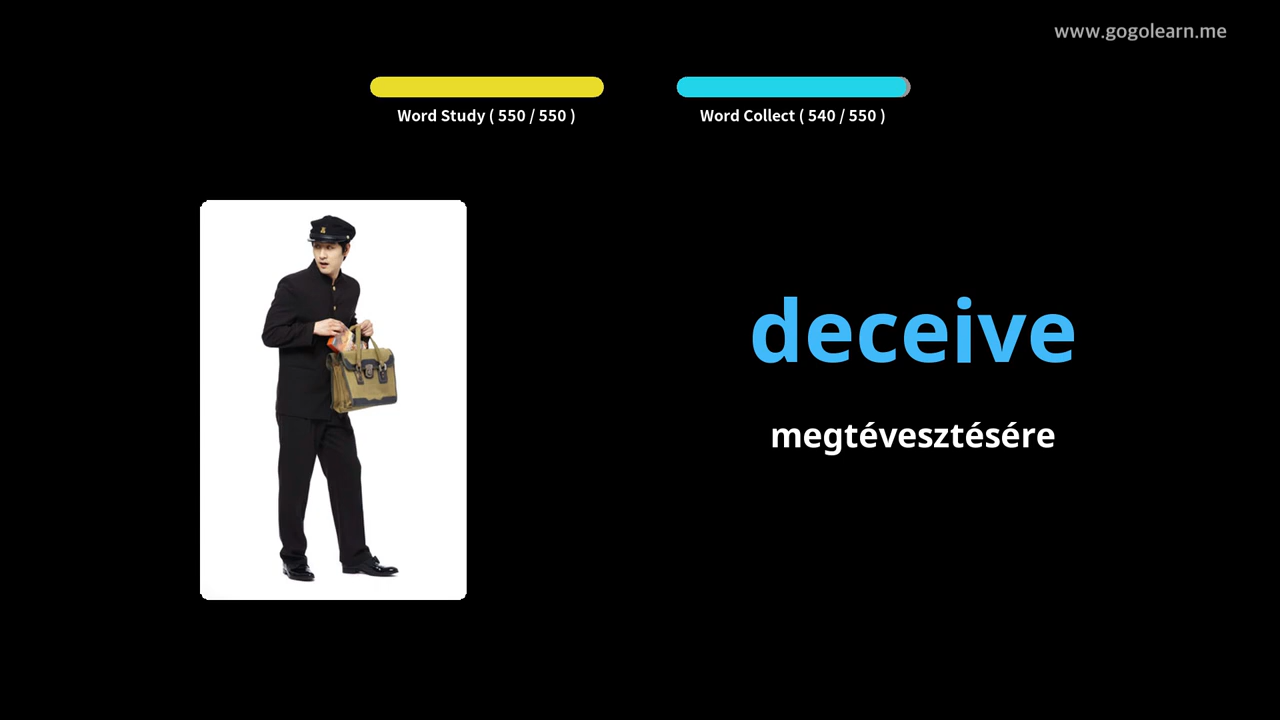 www.gogolearn.me
Word Study ( 550 / 550 )
Word Collect ( 540 / 550 )
deceive
megtévesztésére